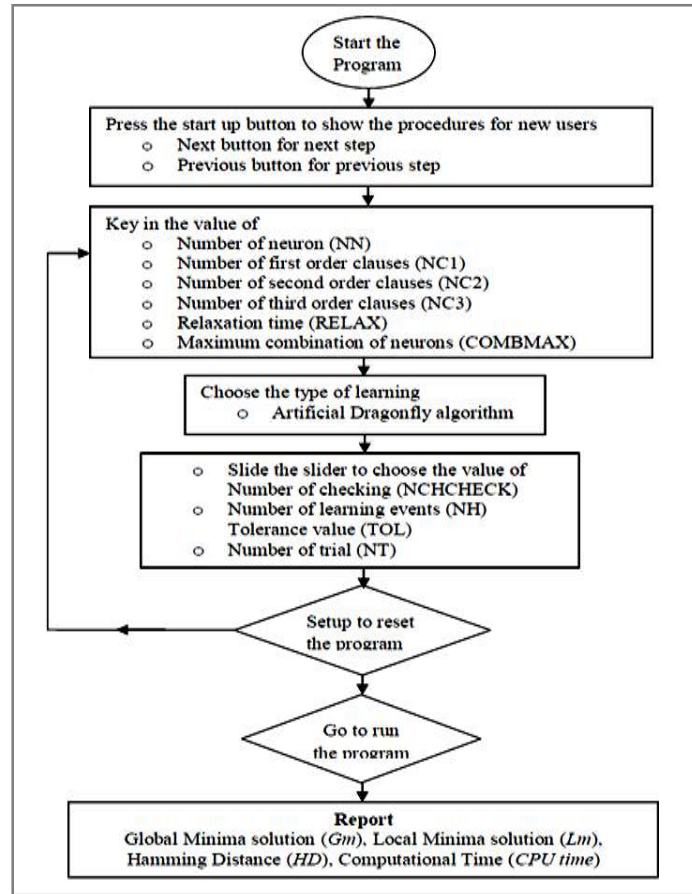 Start the
Program
Press the start up button to show the procedures for new users
o Next button for next step
o Previous button for previous step
Key in the value of
o Number of neuron (NN)
o Number of first order clauses (NC1)
o Number of second order clauses (NC2)
o Number of third order clauses (NC3)
o Relaxation time (RELAX)
o Maximum combination of neurons (COMBMAX)
Choose the type of learning
o Artificial Dragonfly algorithm
o Slide the slider to choose the value of
Number of checking (NCHCHECK)
o Number of learning events (NH)
Tolerance value (TOL)
o Number of trial (NT)
Setup to reset
the program
Go to run
the program
Report
Global Minima solution (Gm), Local Minima solution (Lm),
Hamming Distance (HD), Computational Time (CPU time)